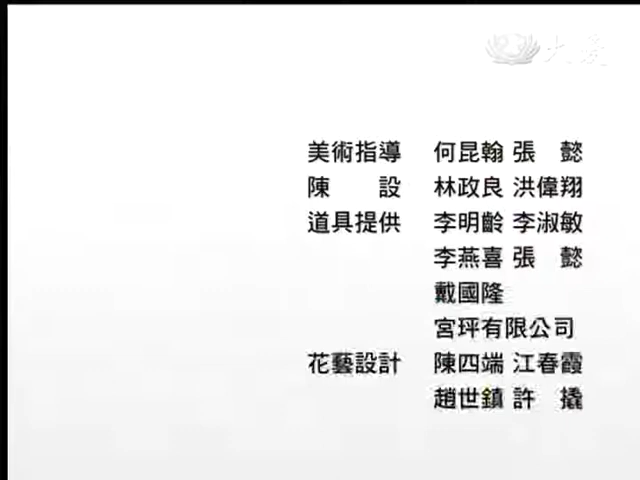 大愛
美術指導 何昆翰 張 懿
陳 設 林政良 洪偉翔
道具提供 李明齡 李淑敏
李燕喜 張 懿
戴國隆
宮玶有限公司
花藝設計 陳四端 江春霞
趙世鎮 許 撬